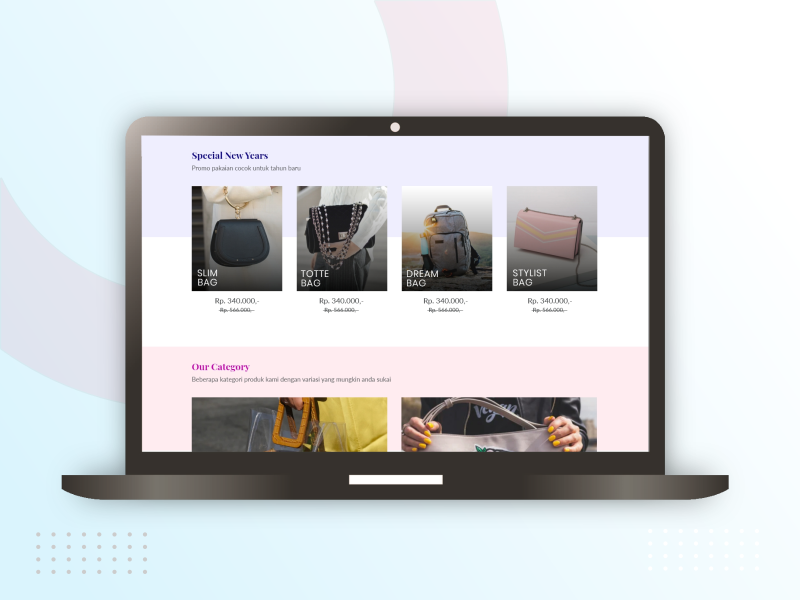 Special New Years
Promo pakaian cocok untuk tahun baru
SLIM
BAG
TOTTE
BAG
DREAM
BAG
STYLIST
BAG
Rp. 340.000,-
Rp. 340.000,-
Rp. 340.000,-
Rp. 340.000,-
Rp. 566.000,-
Rp. 566.000,-
Rp. 566.000,-
Rp. 566.000,-
Our Category
Beberapa kategori produk kami dengan variasi yang mungkin anda sukai
Vegan